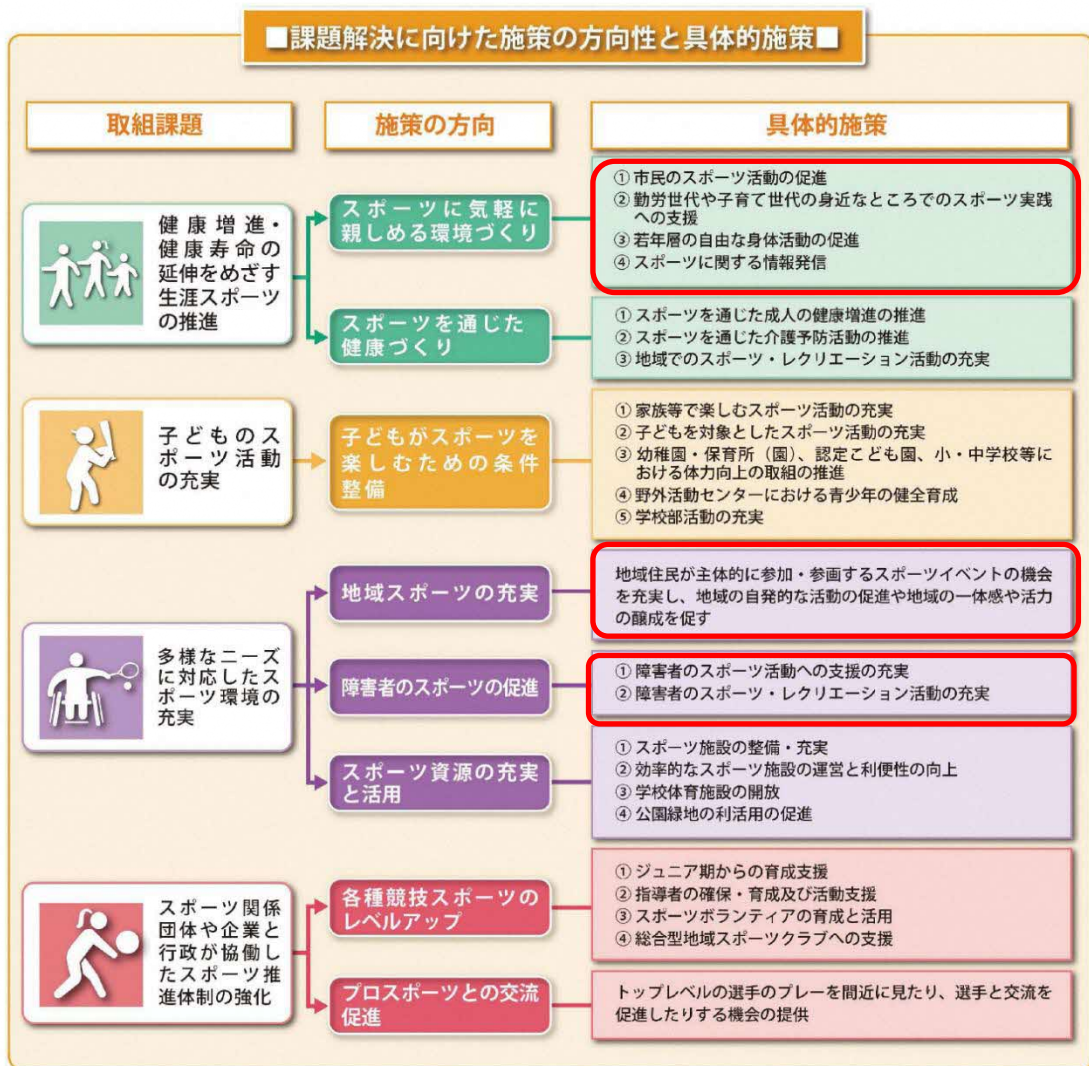 ■課題解決に向けた施策の方向性と具体的施策■
取組課題
施策の方向
具体的施策
健康増進・
健康寿命の
延伸をめざす
生涯スポーツ
の推進
スポーツに気軽に
親しめる環境づくり
① 市民のスポーツ活動の促進
② 勤労世代や子育て世代の身近なところでのスポーツ実践
への支援
③ 若年層の自由な身体活動の促進
④ スポーツに関する情報発信
スポーツを通じた
健康づくり
① スポーツを通じた成人の健康増進の推進
② スポーツを通じた介護予防活動の推進
③ 地域でのスポーツ・レクリエーション活動の充実
子どものス
ポーツ活動
の充実
子どもがスポーツを
楽しむための条件
整備
① 家族等で楽しむスポーツ活動の充実
② 子どもを対象としたスポーツ活動の充実
③ 幼稚園・保育所（園）、認定こども園、小・中学校等に
おける体力向上の取組の推進
④ 野外活動センターにおける青少年の健全育成
⑤ 学校部活動の充実
多様なニーズ
に対応したス
ポーツ環境の
充実
地域スポーツの充実
地域住民が主体的に参加・参画するスポーツイベントの機会
を充実し、地域の自発的な活動の促進や地域の一体感や活力
の醸成を促す
障害者のスポーツの促進
① 障害者のスポーツ活動への支援の充実
② 障害者のスポーツ・レクリエーション活動の充実
スポーツ資源の充実
と活用
① スポーツ施設の整備・充実
② 効率的なスポーツ施設の運営と利便性の向上
③ 学校体育施設の開放
④ 公園緑地の利活用の促進
スポーツ関係
団体や企業と
行政が協働し
たスポーツ推
進体制の強化
各種競技スポーツの
レベルアップ
① ジュニア期からの育成支援
② 指導者の確保・育成及び活動支援
③ スポーツボランティアの育成と活用
④ 総合型地域スポーツクラブへの支援
プロスポーツとの交流
促進
トップレベルの選手のプレーを間近に見たり、選手と交流を
促進したりする機会の提供